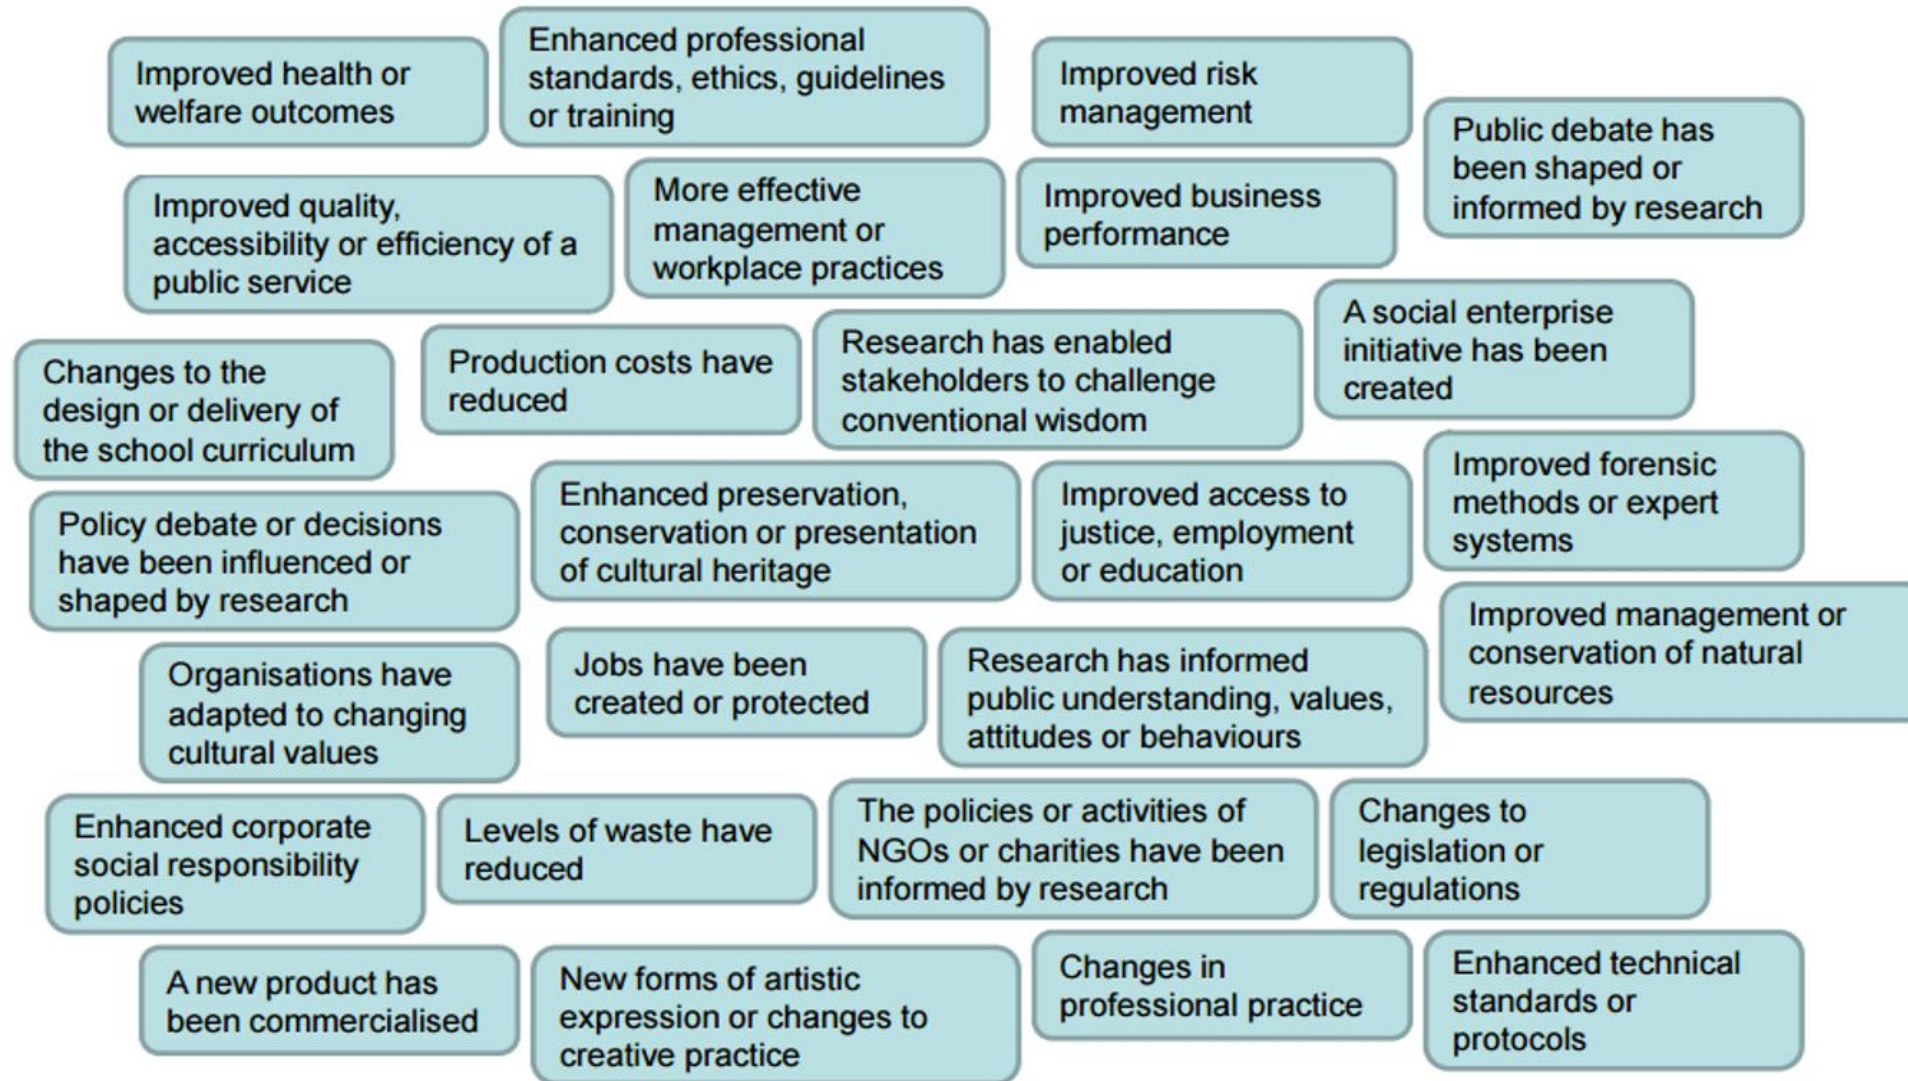 Improved health or
welfare outcomes
Enhanced professional
standards, ethics, guidelines
or training
Improved risk
management
Public debate has
been shaped or
informed by research
Improved quality,
accessibility or efficiency of a
public service
More effective
management or
workplace practices
Improved business
performance
A social enterprise
initiative has been
created
Changes to the
design or delivery of
the school curriculum
Production costs have
reduced
Research has enabled
stakeholders to challenge
conventional wisdom
Improved forensic
methods or expert
systems
Policy debate or decisions
have been influenced or
shaped by research
Enhanced preservation,
conservation or presentation
of cultural heritage
Improved access to
justice, employment
or education
Improved management or
conservation of natural
resources
Organisations have
adapted to changing
cultural values
Jobs have been
created or protected
Research has informed
public understanding, values,
attitudes or behaviours
Enhanced corporate
social responsibility
policies
Levels of waste have
reduced
The policies or activities of
NGOs or charities have been
informed by research
Changes to
legislation or
regulations
A new product has
been commercialised
New forms of artistic
expression or changes to
creative practice
Changes in
professional practice
Enhanced technical
standards or
protocols